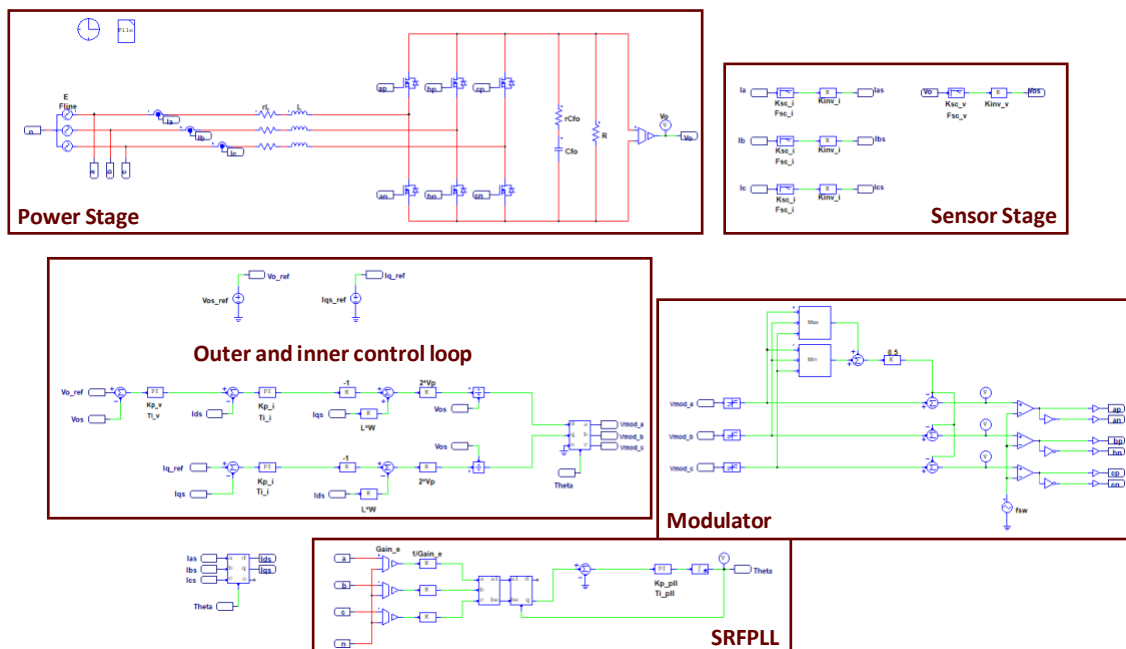 E
Fline
n
Ia
Ib
Ic
rL
L
ap
bp
cp
an
bn
cn
rCfo
Cfo
R
Vo
Vo
Power Stage
Ia
Ksc_i
Fsc_i
Kinv_i
Ias
Vo
Ksc_v
Fsc_v
Kinv_v
Vos
Ib
Ksc_i
Fsc_i
Kinv_i
Ibs
Ic
Ksc_i
Fsc_i
Kinv_i
Ics
Sensor Stage
Vo_ref
Vos_ref
Iq_ref
Iqs_ref
Outer and inner control loop
Vo_ref
Vos
PI
Kp_v
Ti_v
Ids
PI
Kp_i
Ti_i
-1
K
Iqs
K
L*W
2*Vp
K
Vos
Vos
Iq_ref
Iqs
PI
Kp_i
Ti_i
-1
K
Ids
K
L*W
K
2*Vp
Vmod_a
Vmod_b
Vmod_c
Theta
Max
Min
0.5
K
Vmod_a
Vmod_b
Vmod_c
V
V
V
ap
an
bp
bn
cp
cn
fsw
Modulator
Ias
Ibs
Ics
a d
b q
c o
Ids
Iqs
Theta
a
b
c
n
Gain_e
1/Gain_e
K
K
K
PI
Kp_pll
Ti_pll
V
Theta
SRFPLL